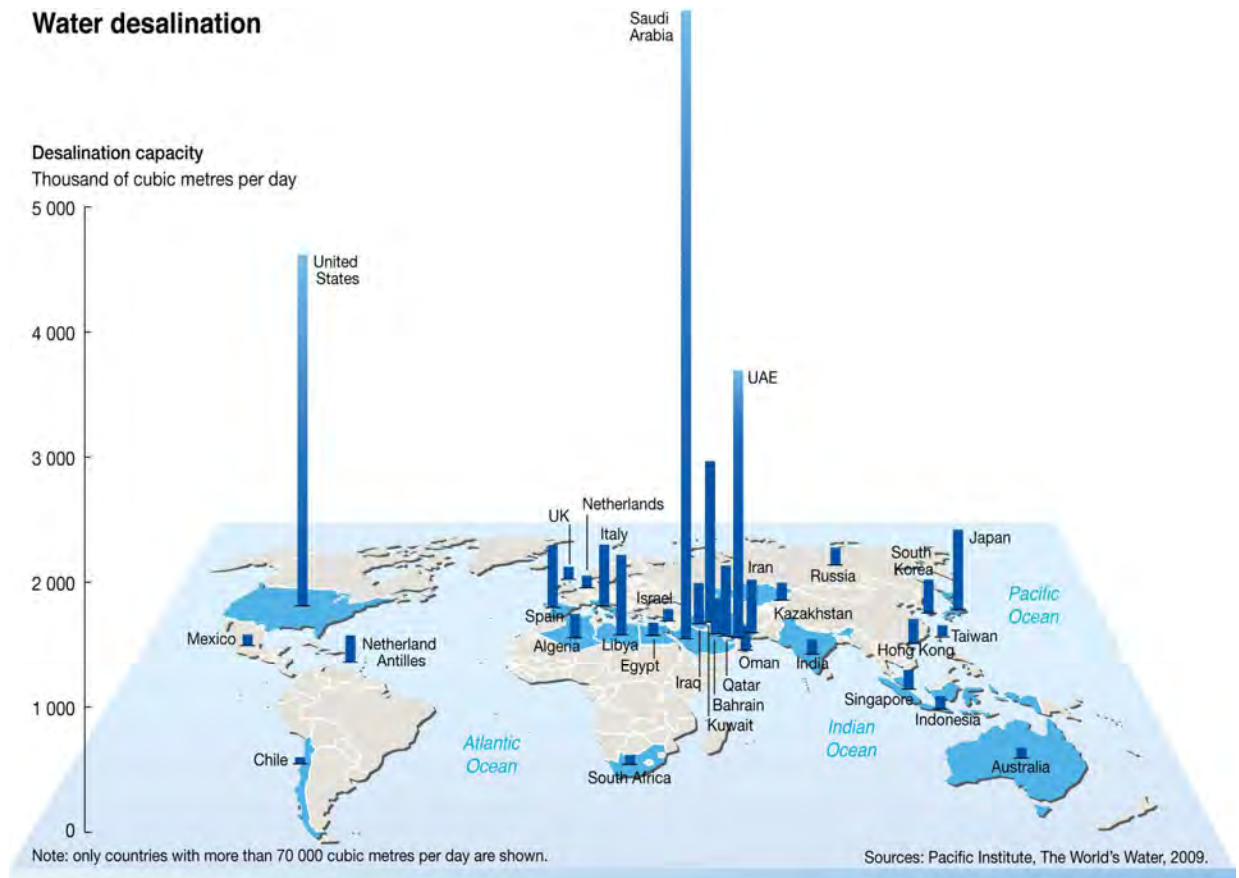 Water desalination
Desalination capacity
Thousand of cubic metres per day
5 000
4 000
3 000
2 000
1 000
0
Saudi
Arabia
United
States
UAE
Netherlands
UK
Italy
Japan
South
Korea
Iran
Russia
Pacific
Ocean
Israel
Kazakhstan
Spain
Mexico
Netherland
Antilles
Algeria
Libya
Egypt
Taiwan
Hong Kong
Oman
India
Iraq
Qatar
Bahrain
Kuwait
Singapore
Indonesia
Indian
Ocean
Atlantic
Ocean
Chile
South Africa
Australia
Note: only countries with more than 70 000 cubic metres per day are shown.
Sources: Pacific Institute, The World's Water, 2009.